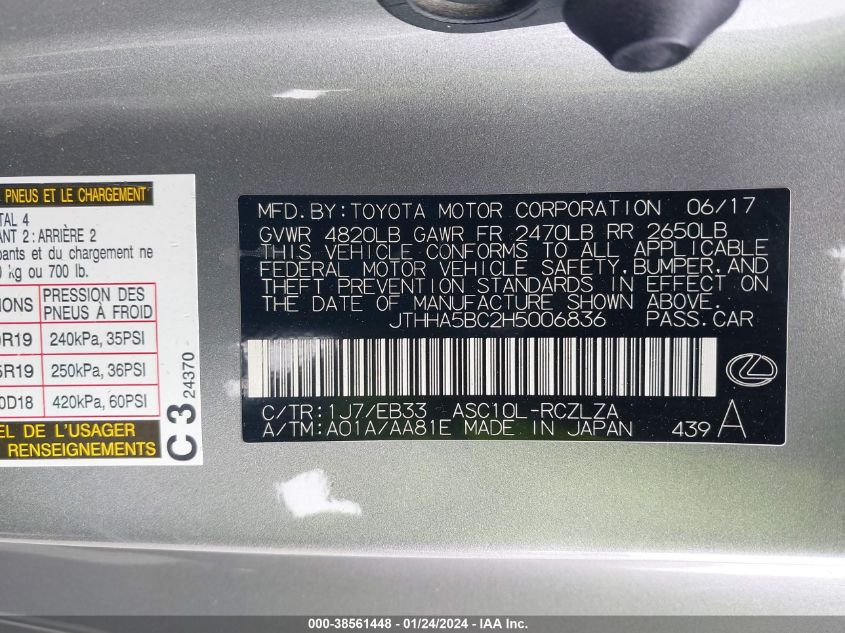 PNEUS ET LE CHARGEMENT
TAL 4
ANT 2 : ARRIÈRE 2
pants et du chargement ne
kg ou 700 lb.
IONS PRESSION DES PNEUS À FROID
R19 240kPa, 35PSI
R19 250kPa, 36PSI
0D18 420kPa, 60PSI
EL DE L'USAGER
RENSEIGNEMENTS
C 3 24370
MFD. BY: TOYOTA MOTOR CORPORATION 06/17
GVWR 4820LB GAWR FR 2470LB RR 2650LB
THIS VEHICLE CONFORMS TO ALL APPLICABLE
FEDERAL MOTOR VEHICLE SAFETY, BUMPER, AND
THEFT PREVENTION STANDARDS IN EFFECT ON
THE DATE OF MANUFACTURE SHOWN ABOVE.
JTHHA5BC2H5006836 PASS. CAR
C/TR: 1J7/EB33 ASC10L-RCZLZA
A/TM: A01A/AA81E MADE IN JAPAN 439 A
000-38561448 - 01/24/2024 - IAA Inc.